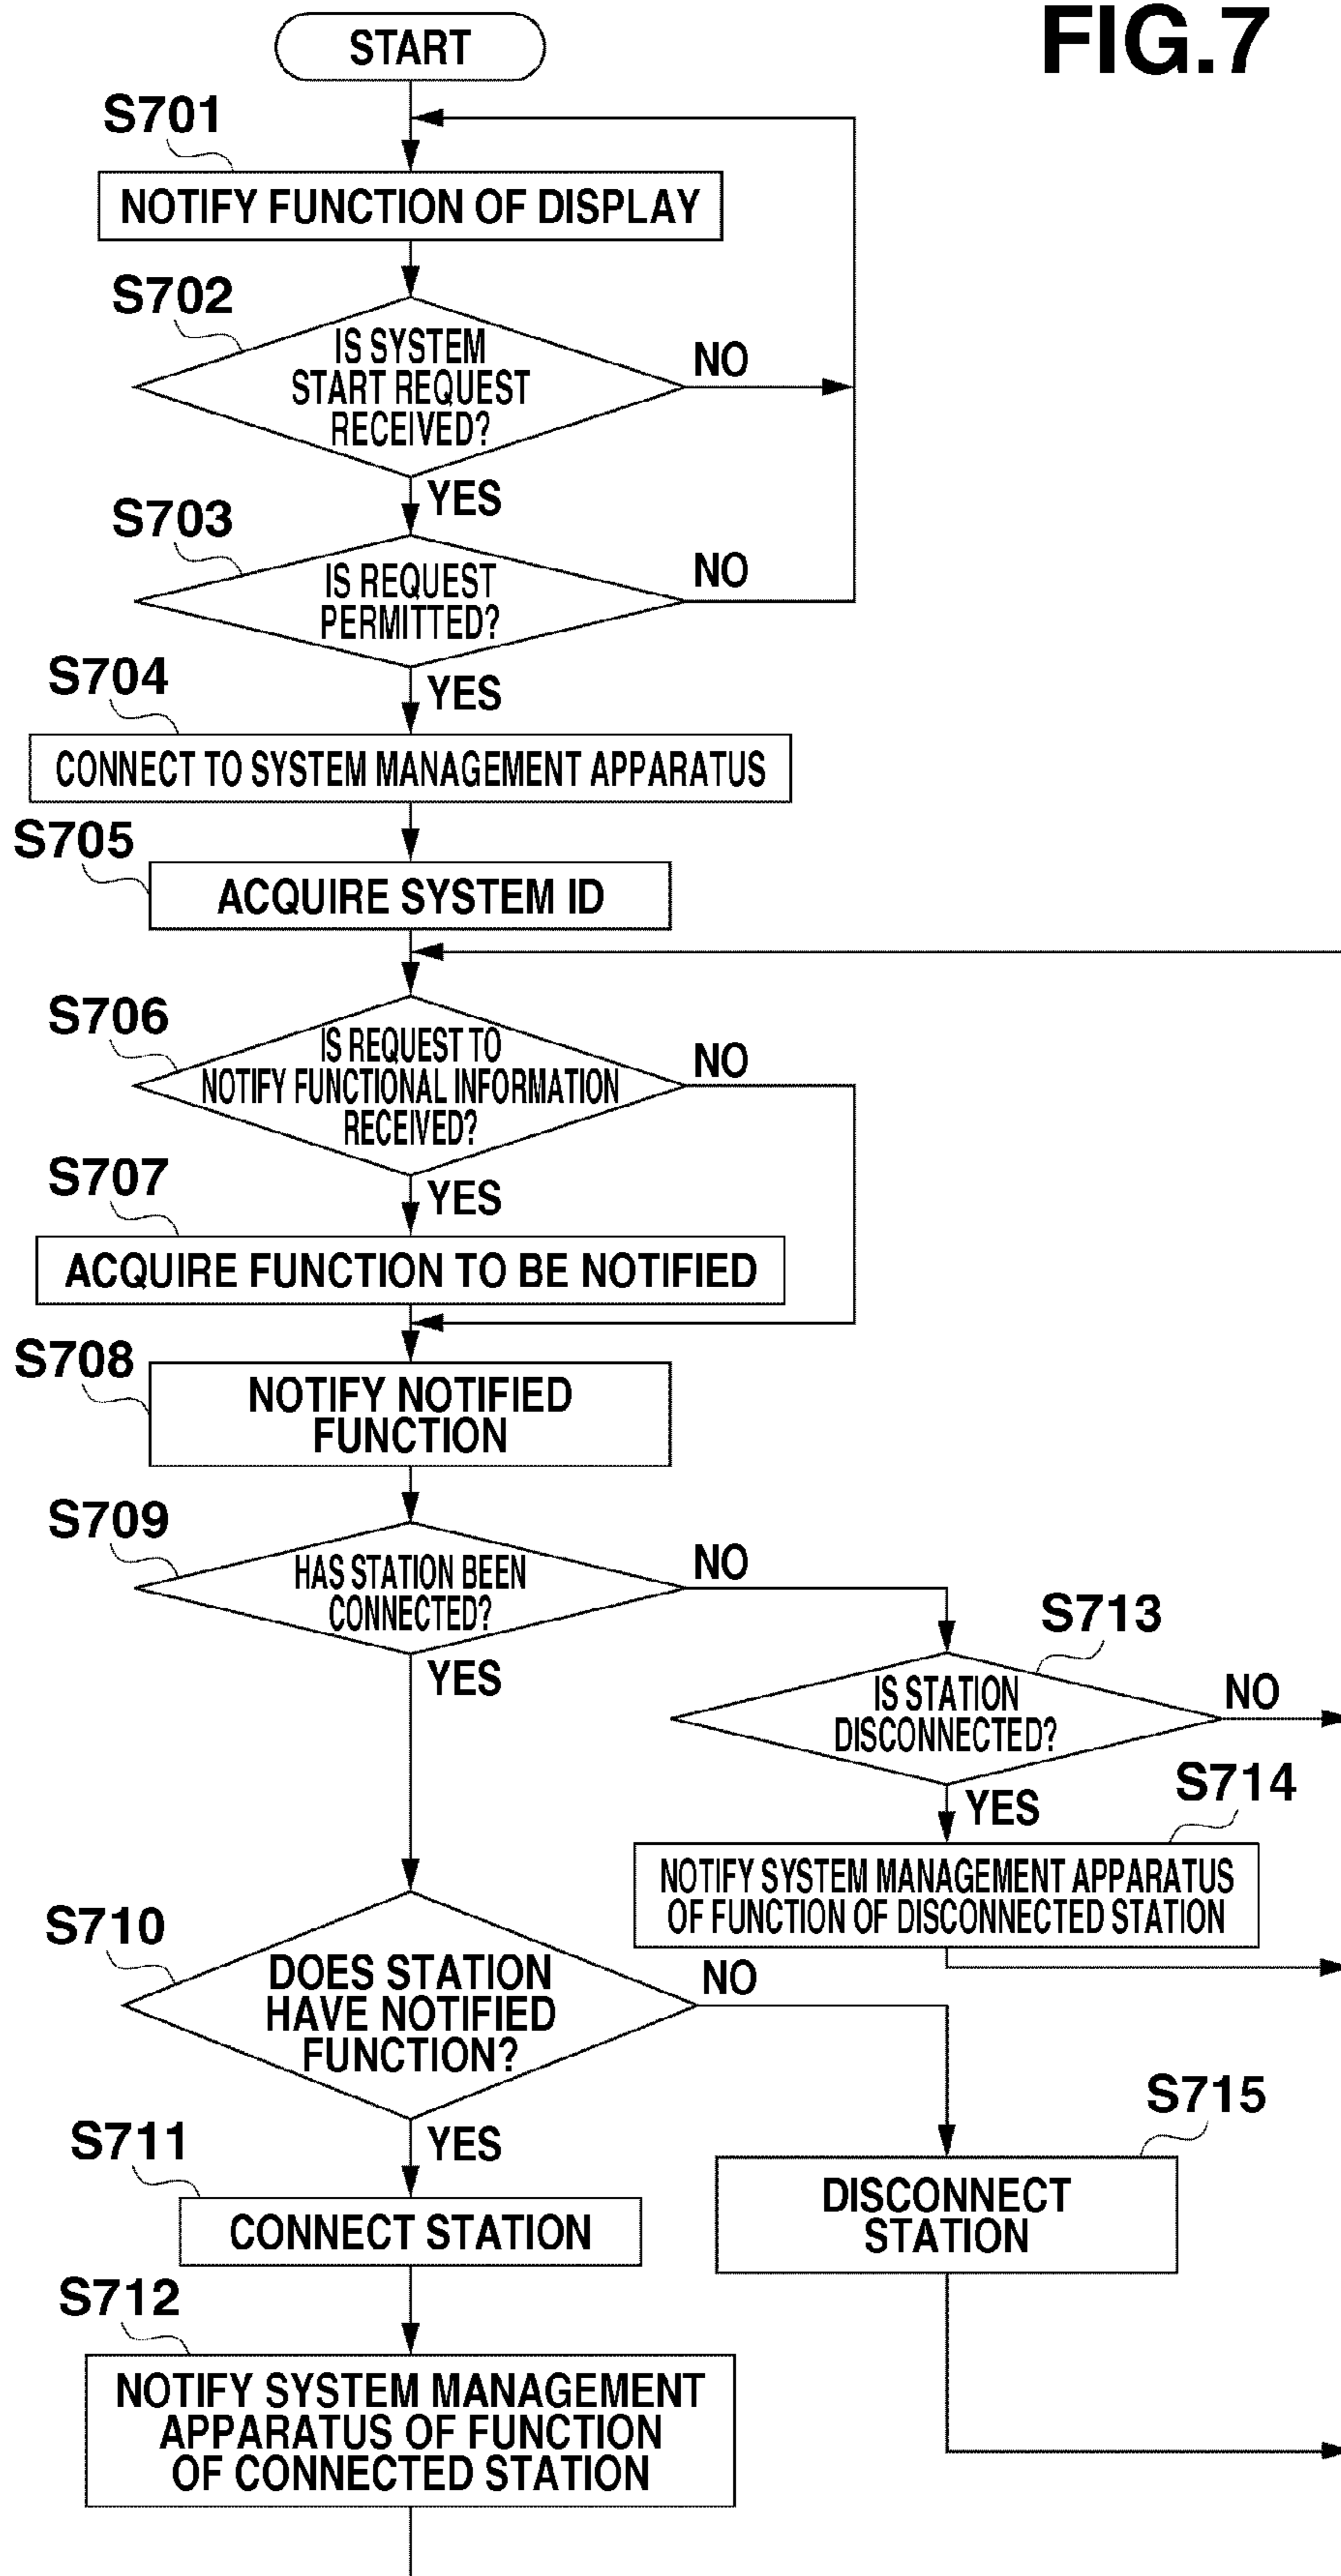 FIG.7
START
S701
NOTIFY FUNCTION OF DISPLAY
S702
IS SYSTEM
START REQUEST
RECEIVED?
NO
YES
S703
IS REQUEST
PERMITTED?
NO
YES
S704
CONNECT TO SYSTEM MANAGEMENT APPARATUS
S705
ACQUIRE SYSTEM ID
S706
IS REQUEST TO
NOTIFY FUNCTIONAL INFORMATION
RECEIVED?
NO
YES
S707
ACQUIRE FUNCTION TO BE NOTIFIED
S708
NOTIFY NOTIFIED
FUNCTION
S709
HAS STATION BEEN
CONNECTED?
NO
YES
S713
IS STATION
DISCONNECTED?
NO
YES
S714
NOTIFY SYSTEM MANAGEMENT APPARATUS
OF FUNCTION OF DISCONNECTED STATION
S710
DOES STATION
HAVE NOTIFIED
FUNCTION?
NO
YES
S715
DISCONNECT
STATION
S711
CONNECT STATION
S712
NOTIFY SYSTEM MANAGEMENT
APPARATUS OF FUNCTION
OF CONNECTED STATION